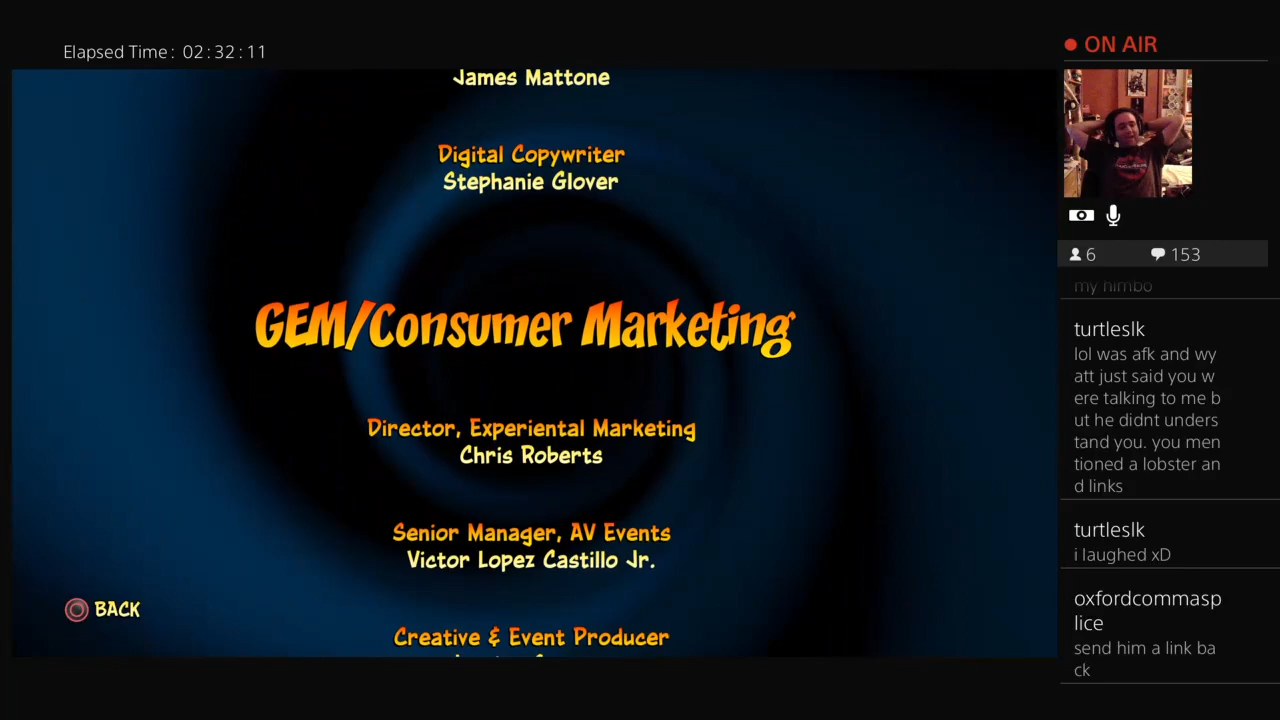 Elapsed Time: 02:32:11
ON AIR
James Mattone
Digital Copywriter
Stephanie Glover
GEM/Consumer Marketing
Director, Experiental Marketing
Chris Roberts
Senior Manager, AV Events
Victor Lopez Castillo Jr.
Creative & Event Producer
BACK
6
153
my himbo
turtleslk
lol was afk and wy
att just said you w
ere talking to me b
ut he didnt unders
tand you. you men
tioned a lobster an
d links
turtleslk
i laughed xD
oxfordcommasp
lice
send him a link ba
ck